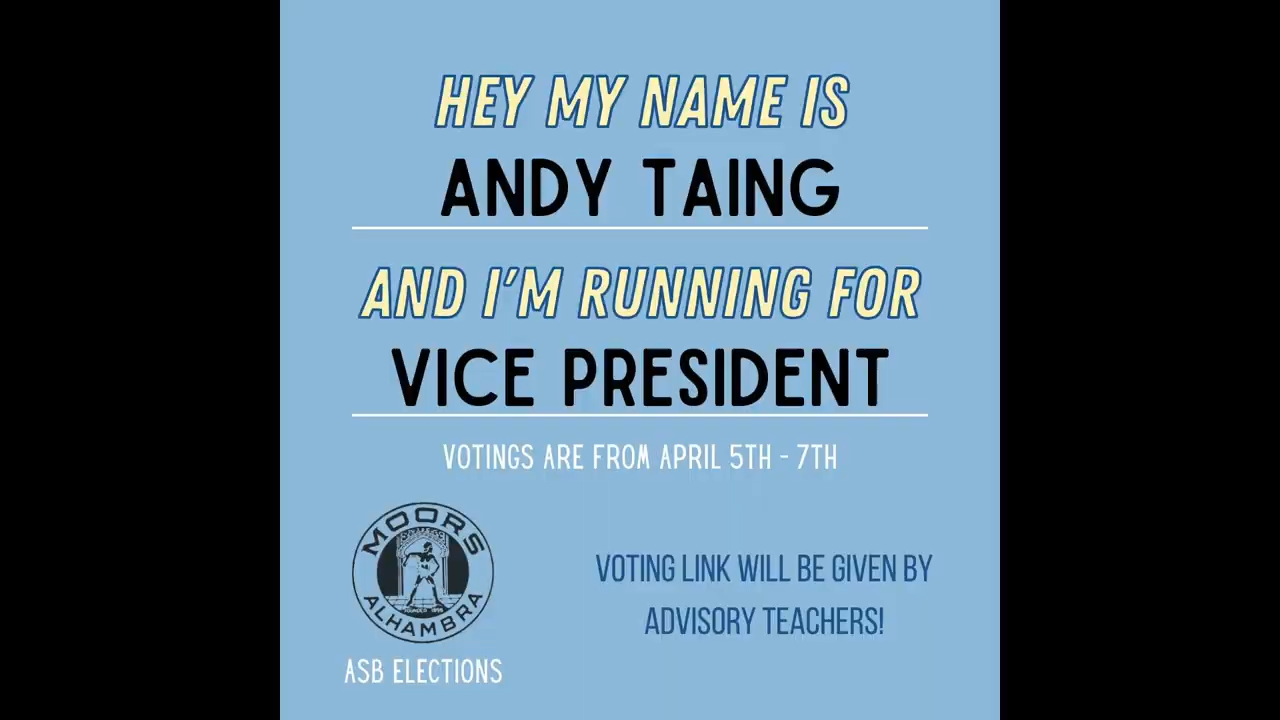 HEY MY NAME IS
ANDY TAING
AND I'M RUNNING FOR
VICE PRESIDENT
VOTINGS ARE FROM APRIL 5TH - 7TH
MOORS
ALHAMBRA
VOTING LINK WILL BE GIVEN BY
ADVISORY TEACHERS!
ASB ELECTIONS